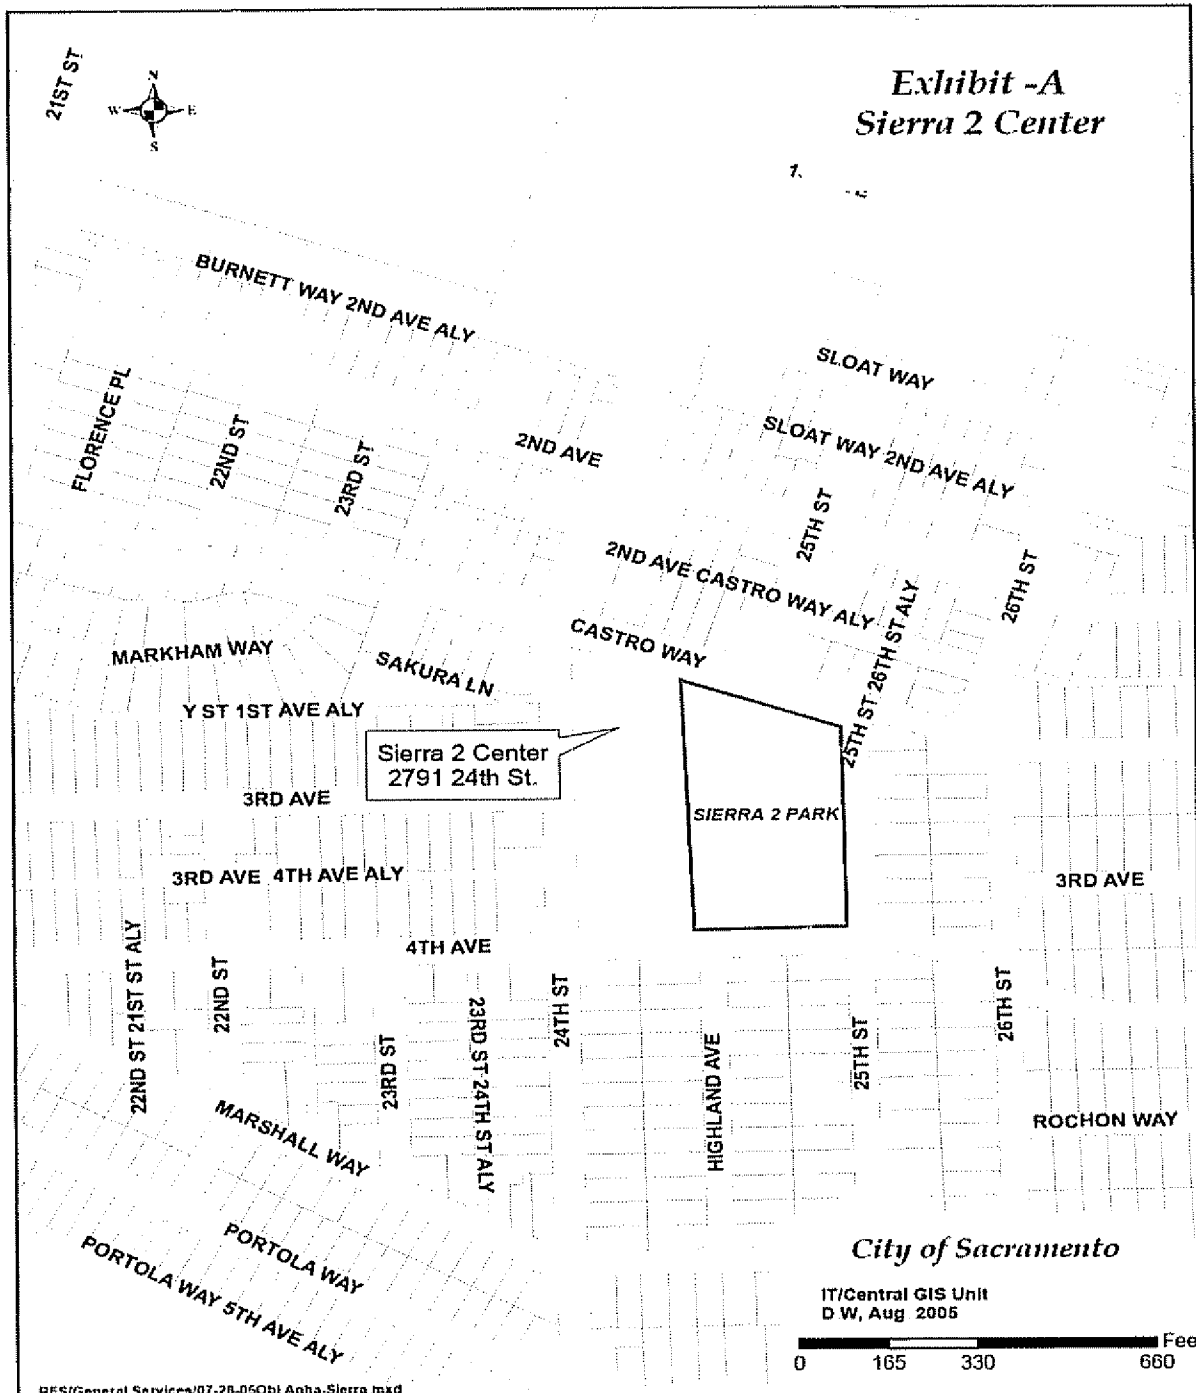 Exhibit -A
Sierra 2 Center
21ST ST
N
W E
S
1.
BURNETT WAY 2ND AVE ALY
SLOAT WAY
FLORENCE PL
22ND ST
23RD ST
2ND AVE
SLOAT WAY 2ND AVE ALY
25TH ST
2ND AVE CASTRO WAY ALY
26TH ST
25TH ST 26TH ST ALY
CASTRO WAY
MARKHAM WAY
SAKURA LN
Y ST 1ST AVE ALY
Sierra 2 Center
2791 24th St.
3RD AVE
SIERRA 2 PARK
3RD AVE 4TH AVE ALY
3RD AVE
4TH AVE
22ND ST 21ST ST ALY
22ND ST
23RD ST
23RD ST 24TH ST ALY
24TH ST
HIGHLAND AVE
25TH ST
26TH ST
MARSHALL WAY
ROCHON WAY
PORTOLA WAY
PORTOLA WAY 5TH AVE ALY
City of Sacramento
IT/Central GIS Unit
D W, Aug 2005
Fee
0 165 330 660